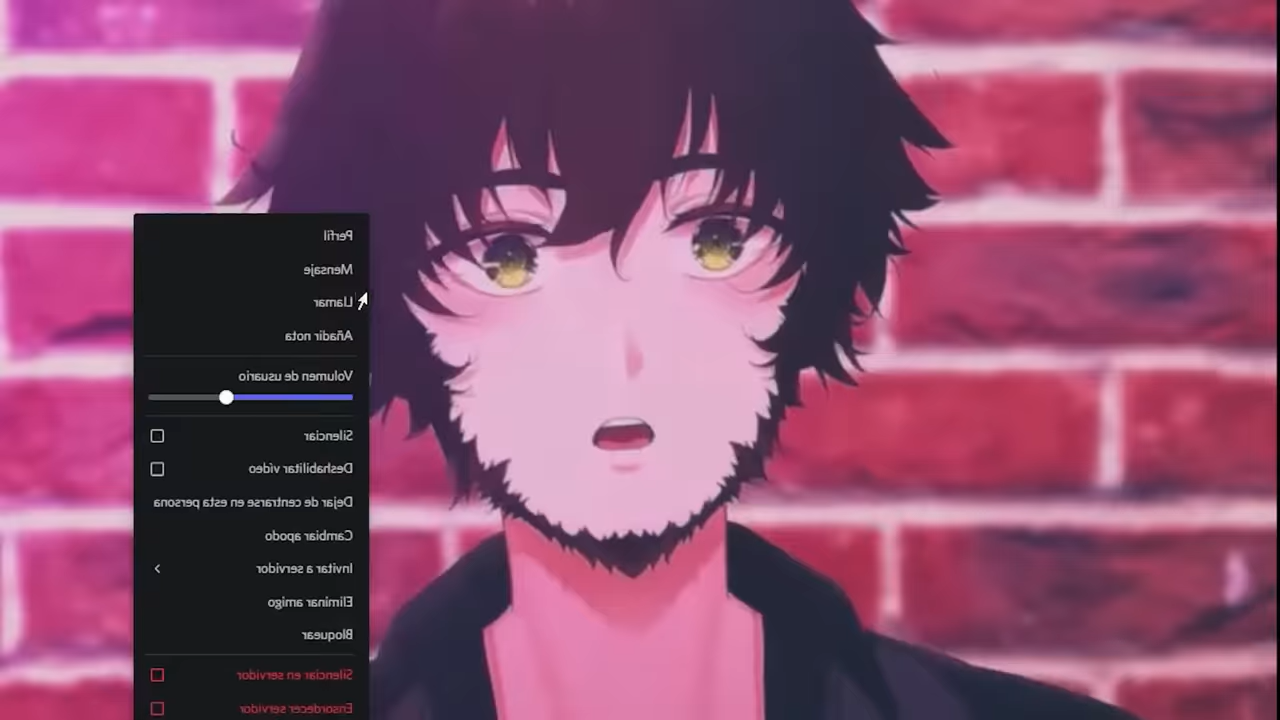 Perfil
Mensaje
Llamar
Añadir nota
Volumen de usuario
Silenciar
Deshabilitar vídeo
Dejar de centrarse en esta persona
Cambiar apodo
Invitar a servidor
Eliminar amigo
Bloquear
Silenciar en servidor
Ensordecer servidor